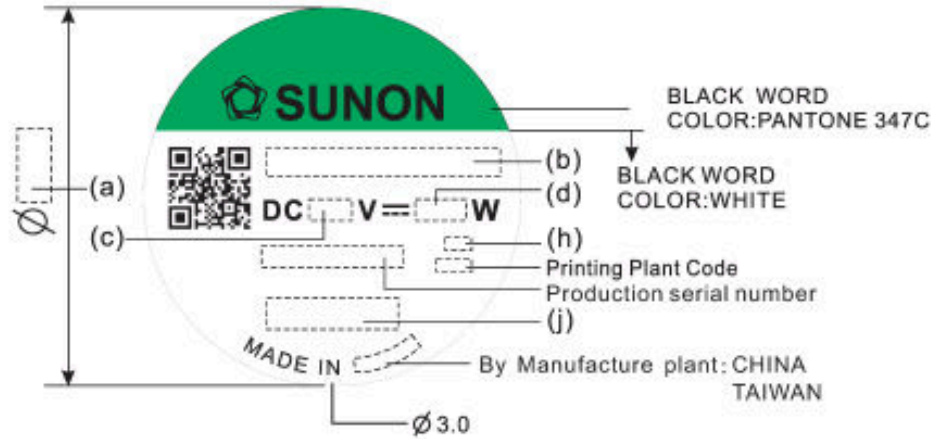 SUNON
BLACK WORD
COLOR:PANTONE 347C
(b)
(a)
BLACK WORD
COLOR:WHITE
(d)
DC V W
(c)
(h)
Printing Plant Code
Production serial number
(j)
MADE IN
By Manufacture plant: CHINA
TAIWAN
Ø
Ø 3.0